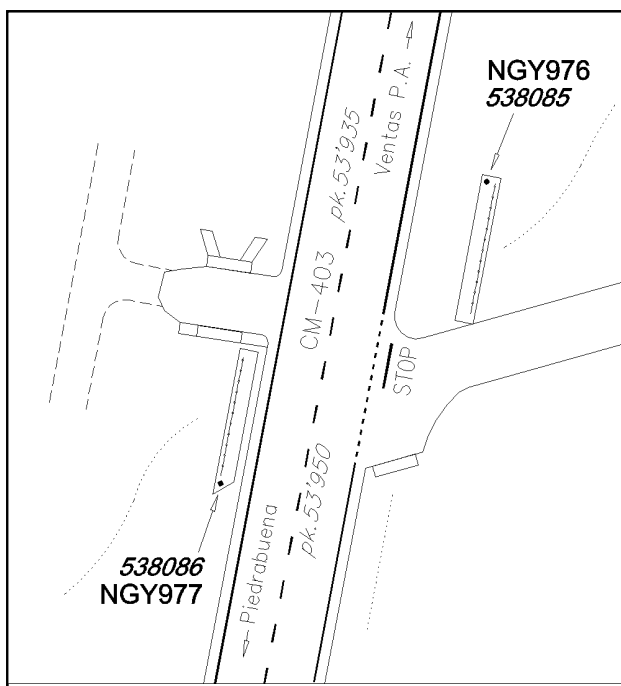 NGY976
538085
Ventas P.A.
pk.53'935
CM-403
STOP
pk.53'950
Piedrabuena
538086
NGY977